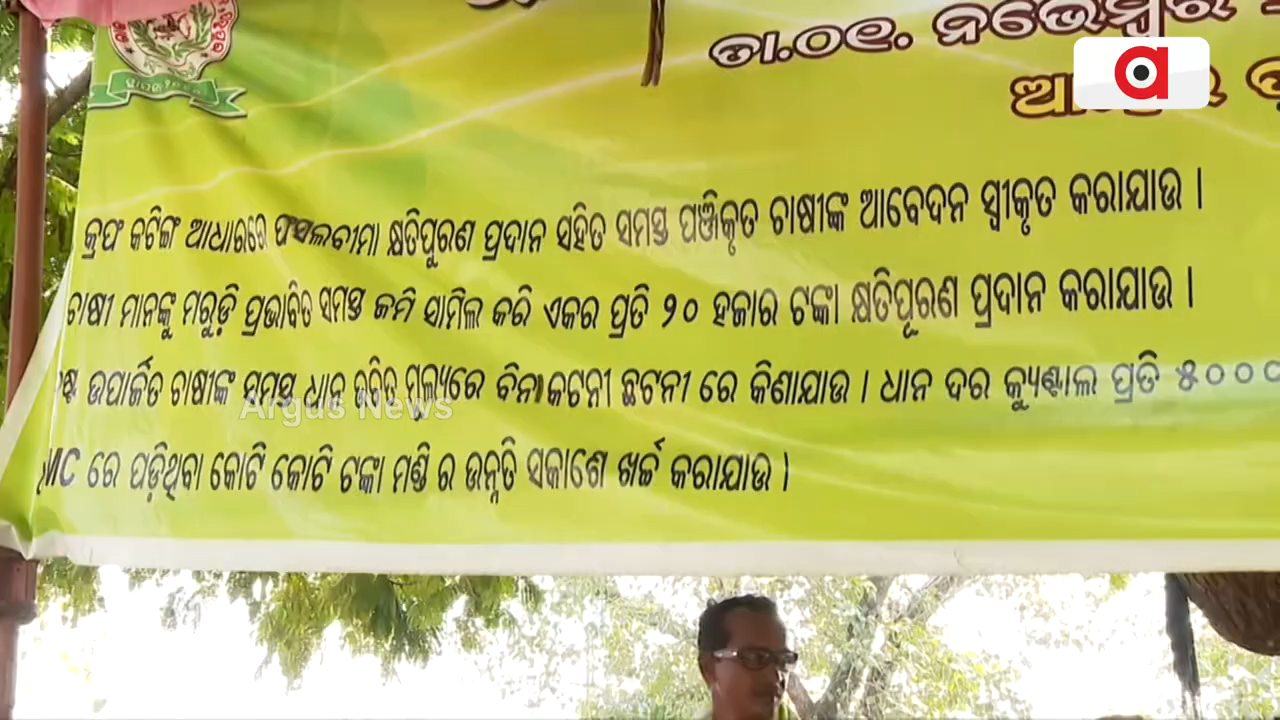 ତା.୦୧. ନଭେମ୍ବର
କ୍ରପ କଟିଙ୍ଗ ଆଧାରରେ ଫସଲବୀମା କ୍ଷତିପୁରଣ ପ୍ରଦାନ ସହିତ ସମସ୍ତ ପଞ୍ଜିକୃତ ଚାଷୀଙ୍କ ଆବେଦନ ସ୍ୱୀକୃତ କରାଯାଉ ।
ଚାଷୀ ମାନଙ୍କୁ ମରୁଡ଼ି ପ୍ରଭାବିତ ସମସ୍ତ ଜମି ସାମିଲ କରି ଏକର ପ୍ରତି ୨୦ ହଜାର ଟଙ୍କା କ୍ଷତିପୂରଣ ପ୍ରଦାନ କରାଯାଉ ।
ଉପାର୍ଜିତ ଚାଷୀଙ୍କ ସମସ୍ତ ଧାନ ଉଚିତ୍ ମୂଲ୍ୟରେ ବିନା କଟନୀ ଛଟନୀ ରେ କିଣାଯାଉ । ଧାନ ଦର କ୍ୟୁଣ୍ଟାଲ ପ୍ରତି ୫୦୦୦
MC ରେ ପଡ଼ିଥିବା କୋଟି କୋଟି ଟଙ୍କା ମଣ୍ଡି ର ଉନ୍ନତି ସକାଶେ ଖର୍ଚ୍ଚ କରାଯାଉ ।
Argus News